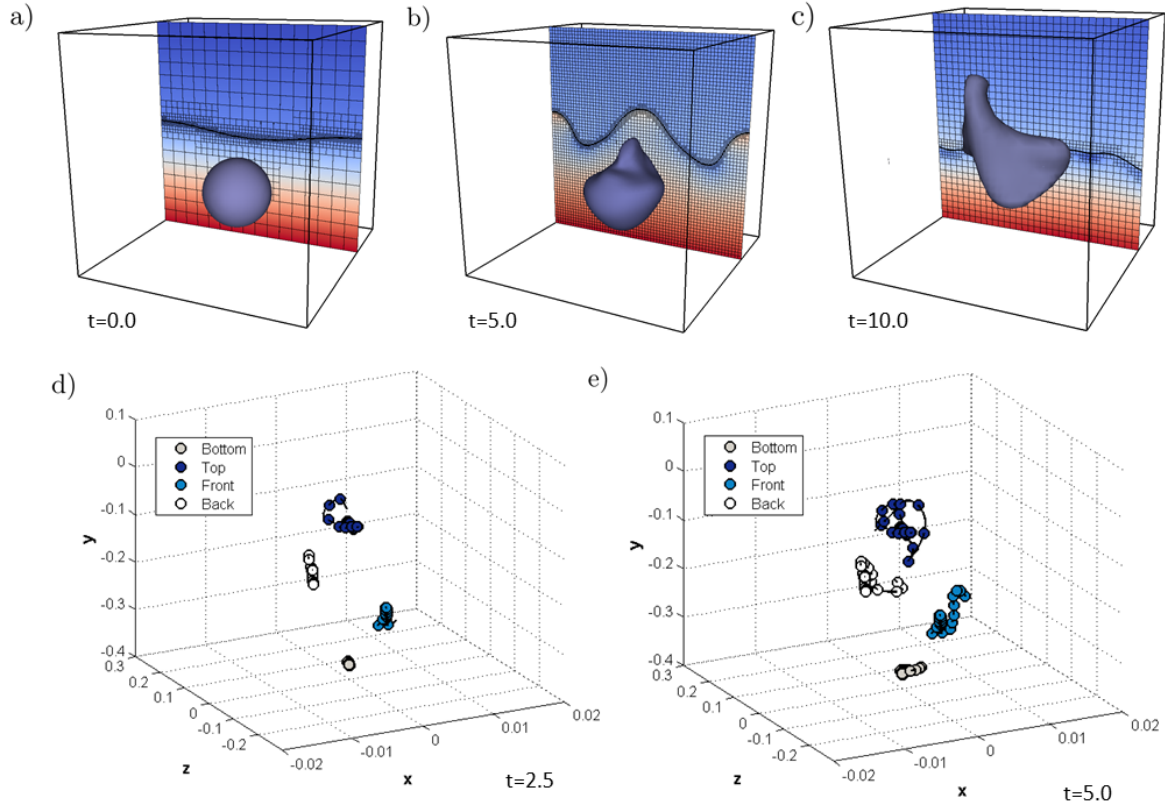 a)
b)
c)
t=0.0
t=5.0
t=10.0
d)
e)
0.1
0
-0.1
-0.2
-0.3
-0.4
y
Bottom
Top
Front
Back
0.3
0.2
0.1
0
-0.1
-0.2
z
-0.02
-0.01
0
0.01
0.02
x
t=2.5
0.1
0
-0.1
-0.2
-0.3
-0.4
y
Bottom
Top
Front
Back
0.3
0.2
0.1
0
-0.1
-0.2
z
-0.02
-0.01
0
0.01
0.02
x
t=5.0